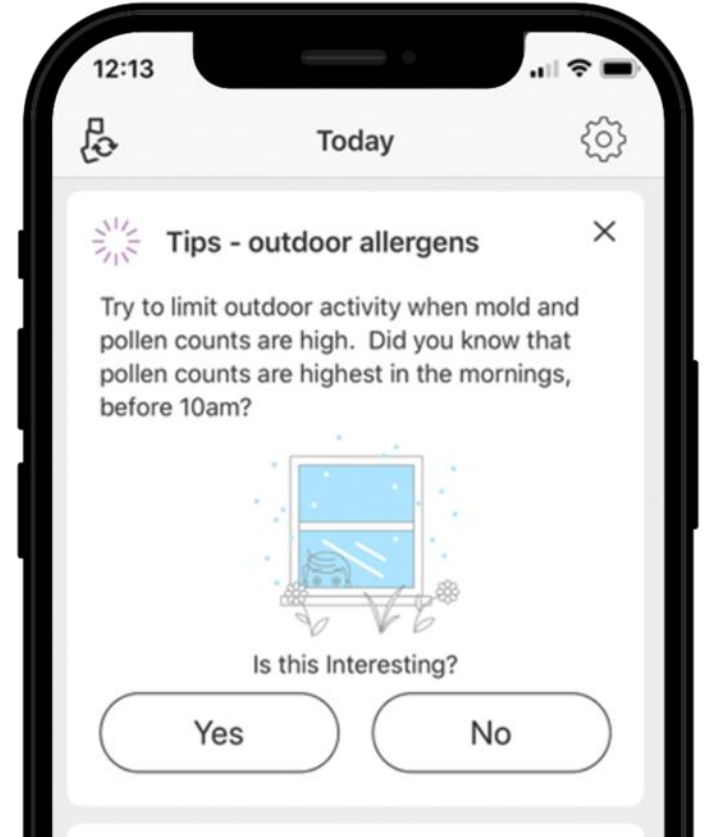 12:13
Today
Tips - outdoor allergens
Try to limit outdoor activity when mold and
pollen counts are high.  Did you know that
pollen counts are highest in the mornings,
before 10am?
Is this Interesting?
Yes
No